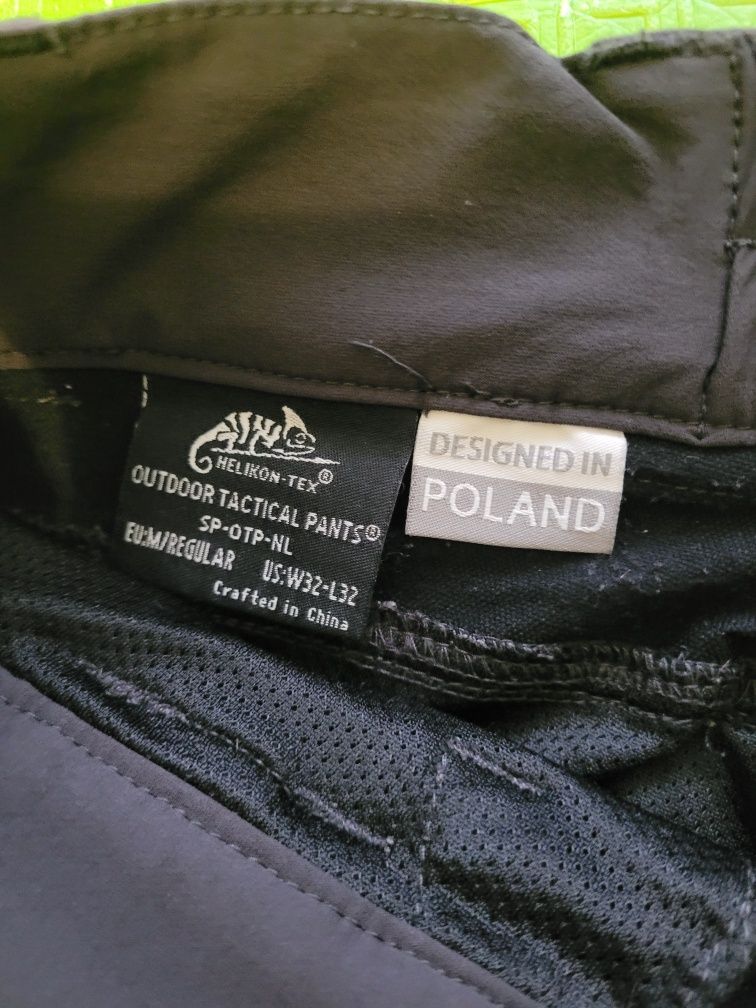 HELIKON-TEX®
OUTDOOR TACTICAL PANTS®
SP-OTP-NL
EU:M/REGULAR US:W32-L32
Crafted in China
DESIGNED IN
POLAND